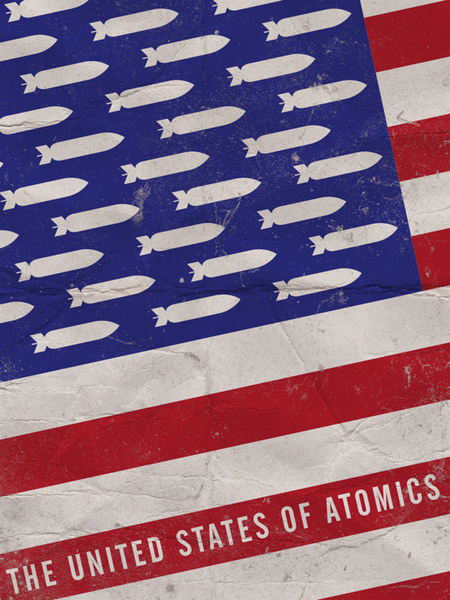 THE UNITED STATES OF ATOMICS